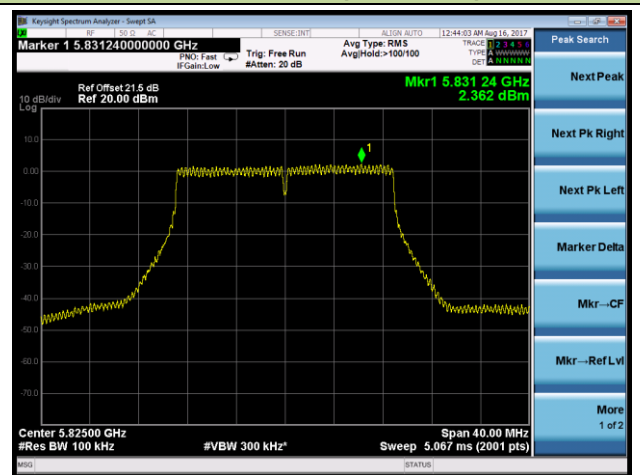 Keysight Spectrum Analyzer - Swept SA
RF 50 Ω AC SENSE:INT ALIGN AUTO 12:44:03 AM Aug 16, 2017
Marker 1 5.831240000000 GHz
PNO: Fast
IFGain:Low
Trig: Free Run
#Atten: 20 dB
Avg Type: RMS
Avg|Hold:>100/100
TRACE 1 2 3 4 5 6
TYPE A WWWWW
DET A N N N N N
Peak Search
Mkr1 5.831 24 GHz
2.362 dBm
Ref Offset 21.5 dB
10 dB/div Ref 20.00 dBm
Log
10.0
0.00
-10.0
-20.0
-30.0
-40.0
-50.0
-60.0
-70.0
1
Next Peak
Next Pk Right
Next Pk Left
Marker Delta
Mkr→CF
Mkr→Ref Lvl
More
1 of 2
Center 5.82500 GHz Span 40.00 MHz
#Res BW 100 kHz #VBW 300 kHz* Sweep 5.067 ms (2001 pts)
MSG STATUS